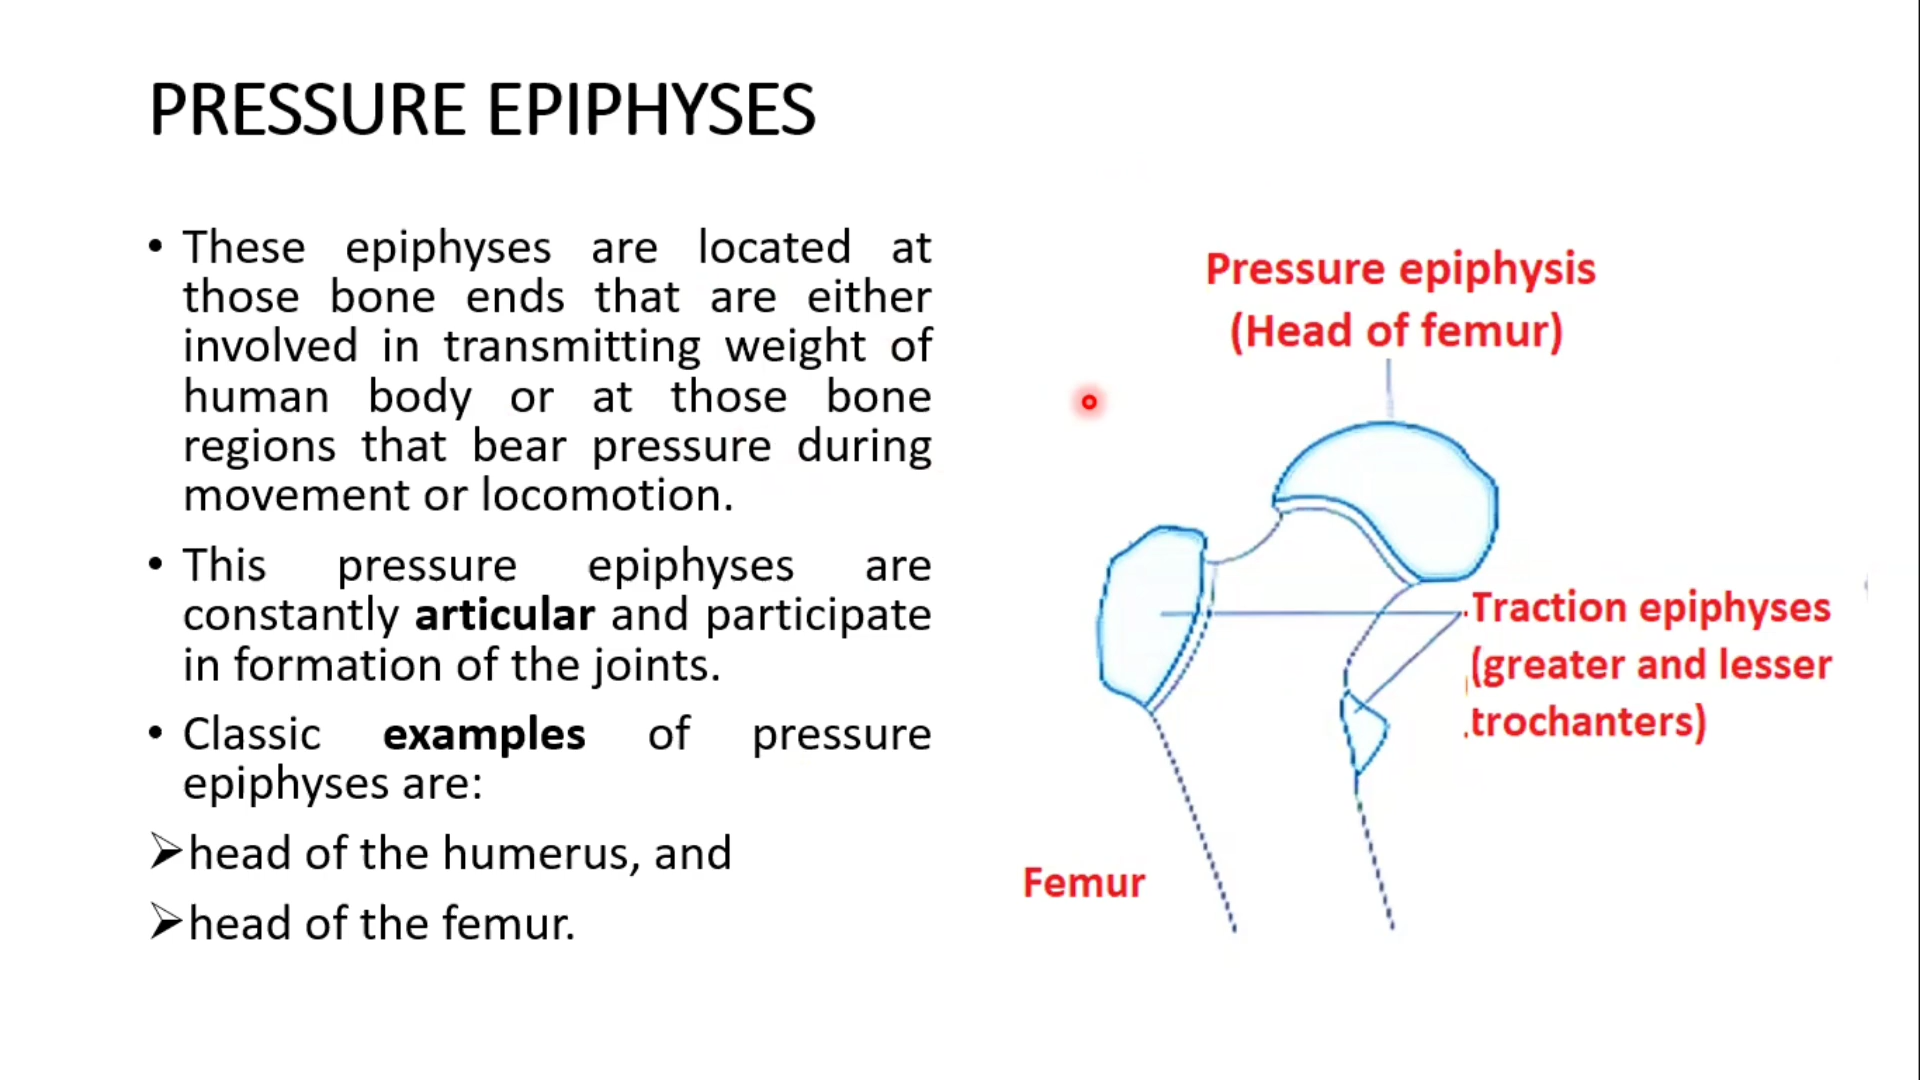 PRESSURE EPIPHYSES
• These epiphyses are located at
those bone ends that are either
involved in transmitting weight of
human body or at those bone
regions that bear pressure during
movement or locomotion.
• This pressure epiphyses are
constantly articular and participate
in formation of the joints.
• Classic examples of pressure
epiphyses are:
➢head of the humerus, and
➢head of the femur.
Pressure epiphysis
(Head of femur)
Traction epiphyses
(greater and lesser
trochanters)
Femur